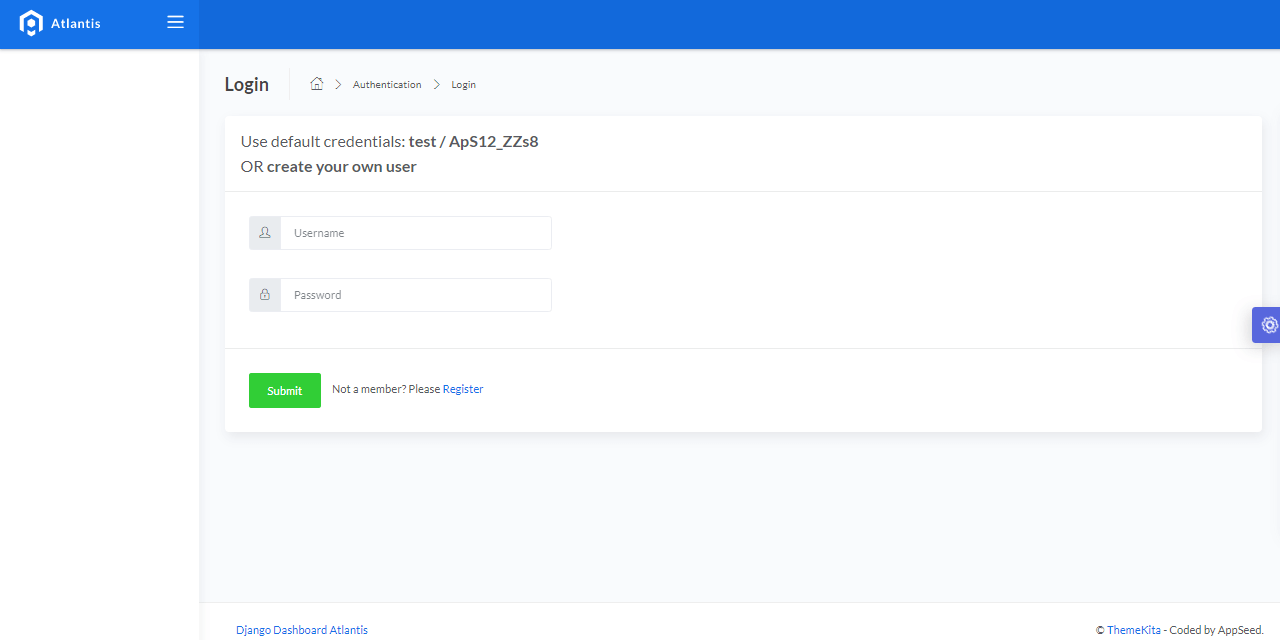 Atlantis
Login
Authentication
Login
Use default credentials: test / ApS12_ZZs8
OR create your own user
Username
Password
Submit Not a member? Please Register
Django Dashboard Atlantis
© ThemeKita - Coded by AppSeed.